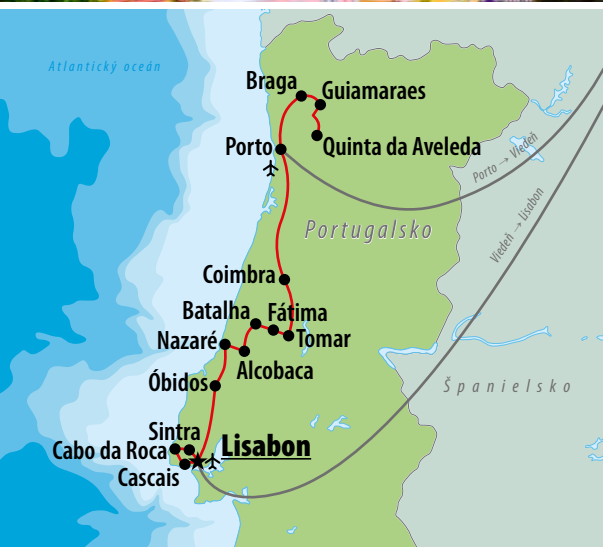 Atlantický oceán
Braga
Guiamaraes
Porto
Quinta da Aveleda
Porto → Viedeň
Viedeň → Lisabon
Portugalsko
Coimbra
Batalha
Fátima
Nazaré
Tomar
Alcobaca
Óbidos
Španielsko
Sintra
Lisabon
Cabo da Roca
Cascais